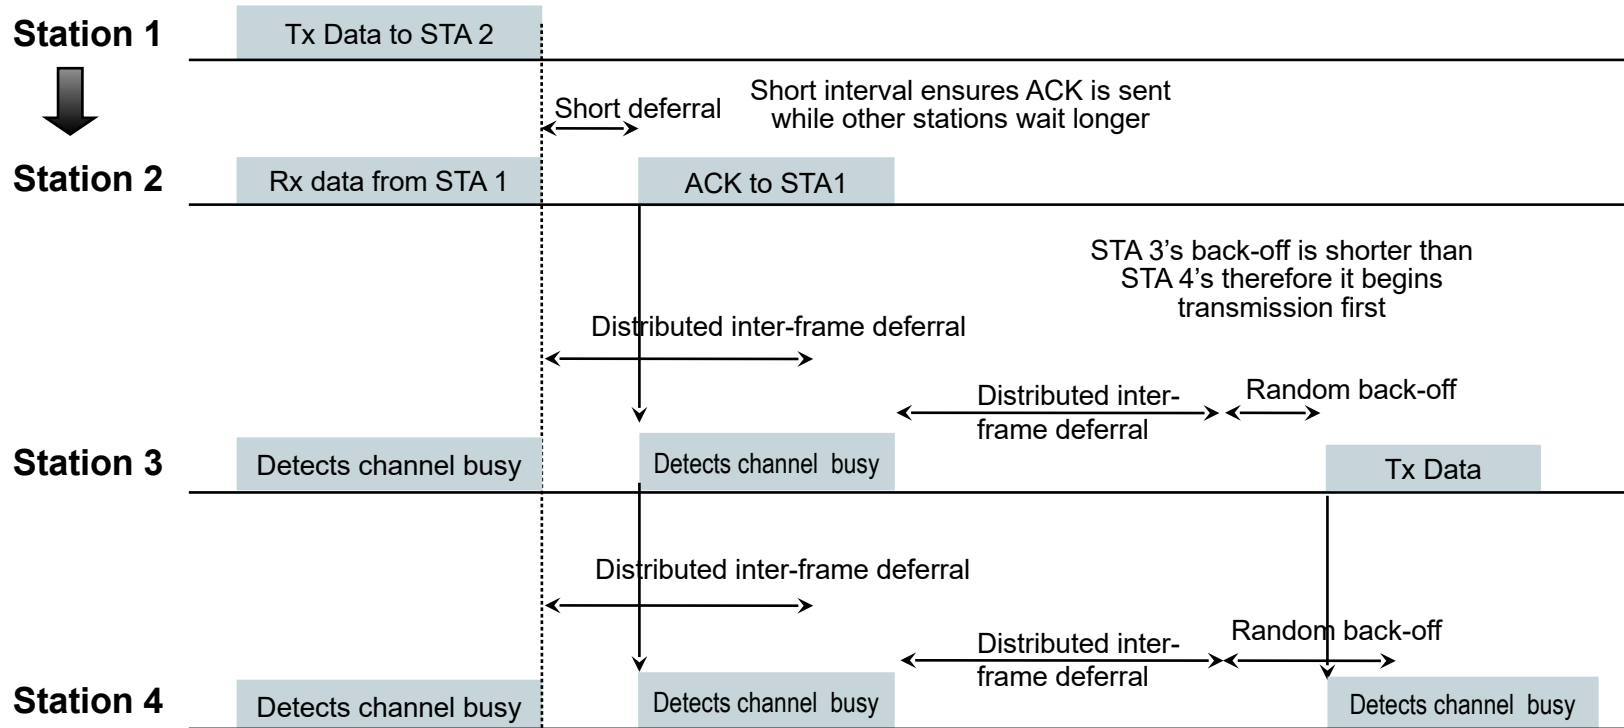 Station 1
Tx Data to STA 2
Short deferral
Short interval ensures ACK is sent
while other stations wait longer
Station 2
Rx data from STA 1
ACK to STA1
STA 3’s back-off is shorter than
STA 4’s therefore it begins
transmission first
Distributed inter-frame deferral
Distributed inter-
frame deferral
Random back-off
Station 3
Detects channel busy
Detects channel busy
Tx Data
Distributed inter-frame deferral
Distributed inter-
frame deferral
Random back-off
Station 4
Detects channel busy
Detects channel busy
Detects channel busy